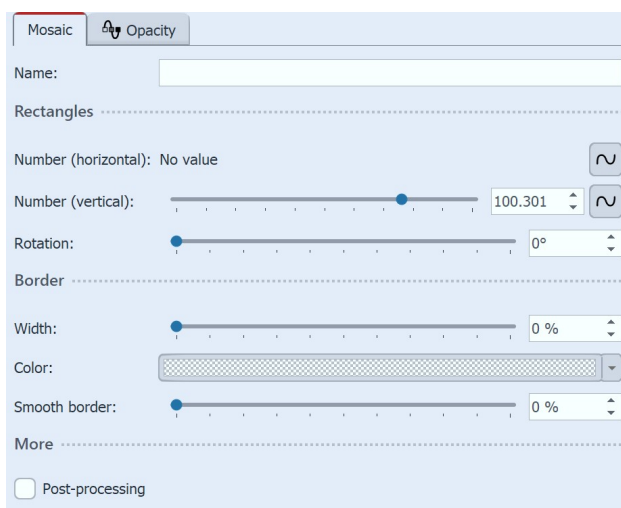 Mosaic Opacity
Name:
Rectangles
Number (horizontal): No value
Number (vertical): 100.301
Rotation: 0°
Border
Width: 0 %
Color:
Smooth border: 0 %
More
Post-processing